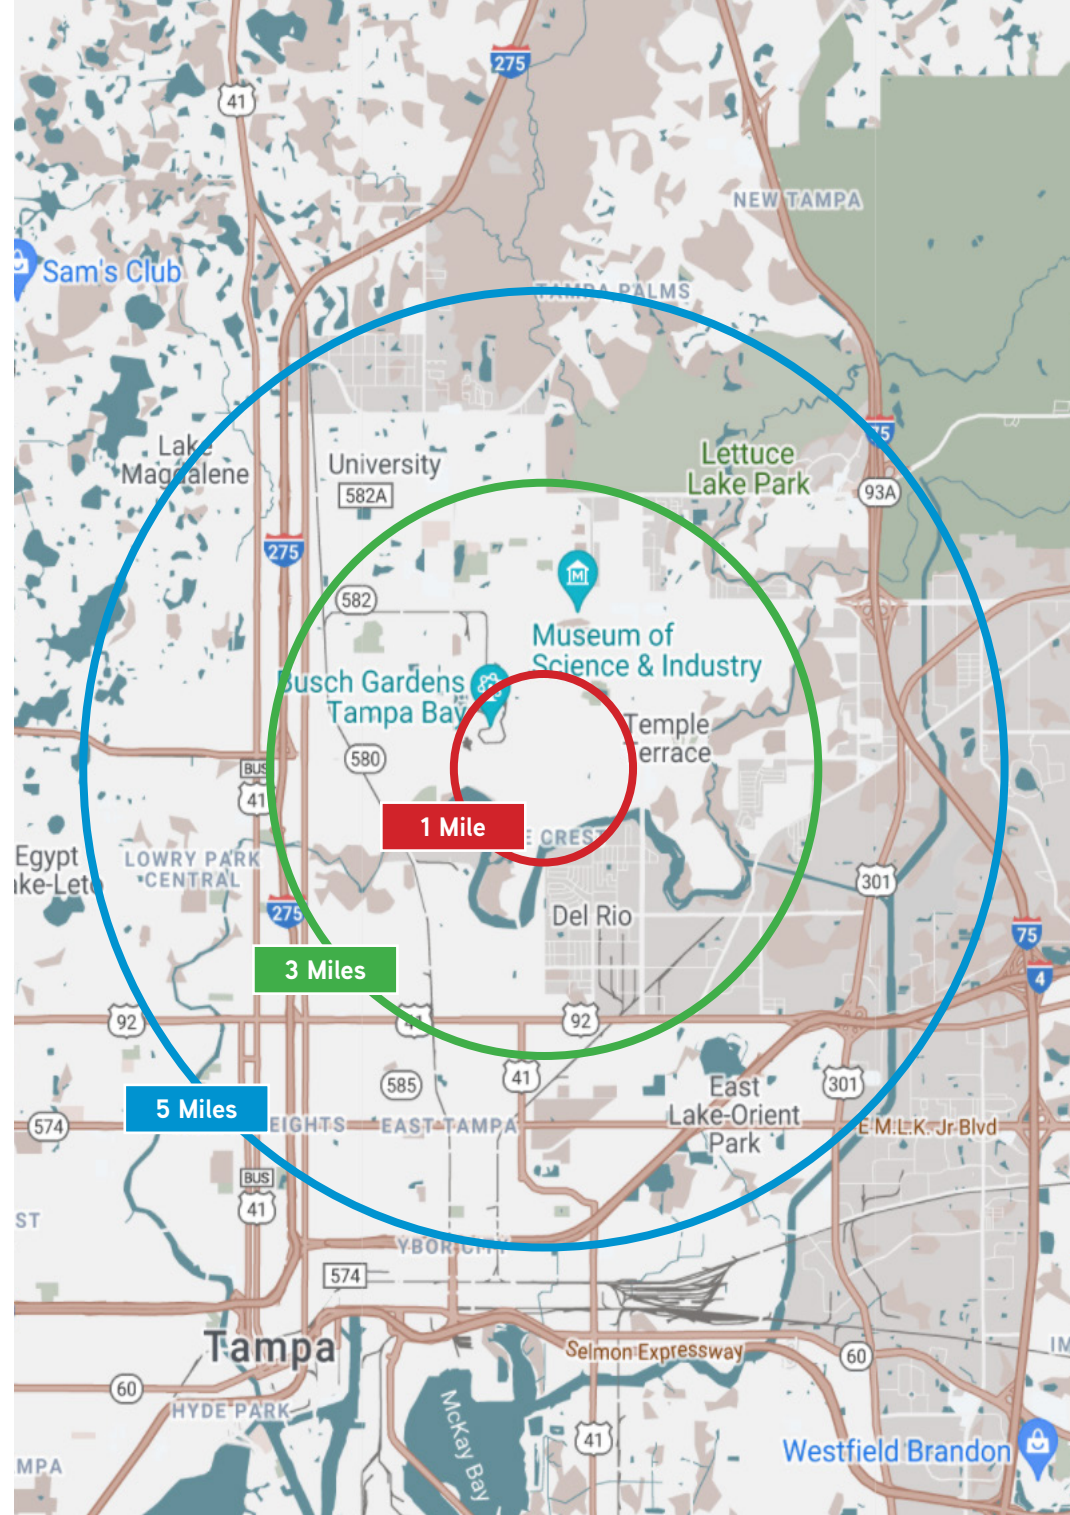 275
41
NEW TAMPA
Sam's Club
TAMPA PALMS
75
Lake
Magdalene
University
582A
Lettuce
Lake Park
93A
275
582
M
Museum of
Science & Industry
Busch Gardens
Tampa Bay
Temple
Terrace
580
BUS
41
1 Mile
E CREST
Egypt
ake-Leto
LOWRY PARK
CENTRAL
301
275
Del Rio
75
3 Miles
4
92
41
92
585
41
East
Lake-Orient
Park
301
5 Miles
574
EIGHTS
EAST TAMPA
E M.L.K. Jr Blvd
BUS
41
ST
YBOR CITY
574
Tampa
Selmon Expressway
60
IM
60
HYDE PARK
McKay Bay
41
Westfield Brandon
MPA